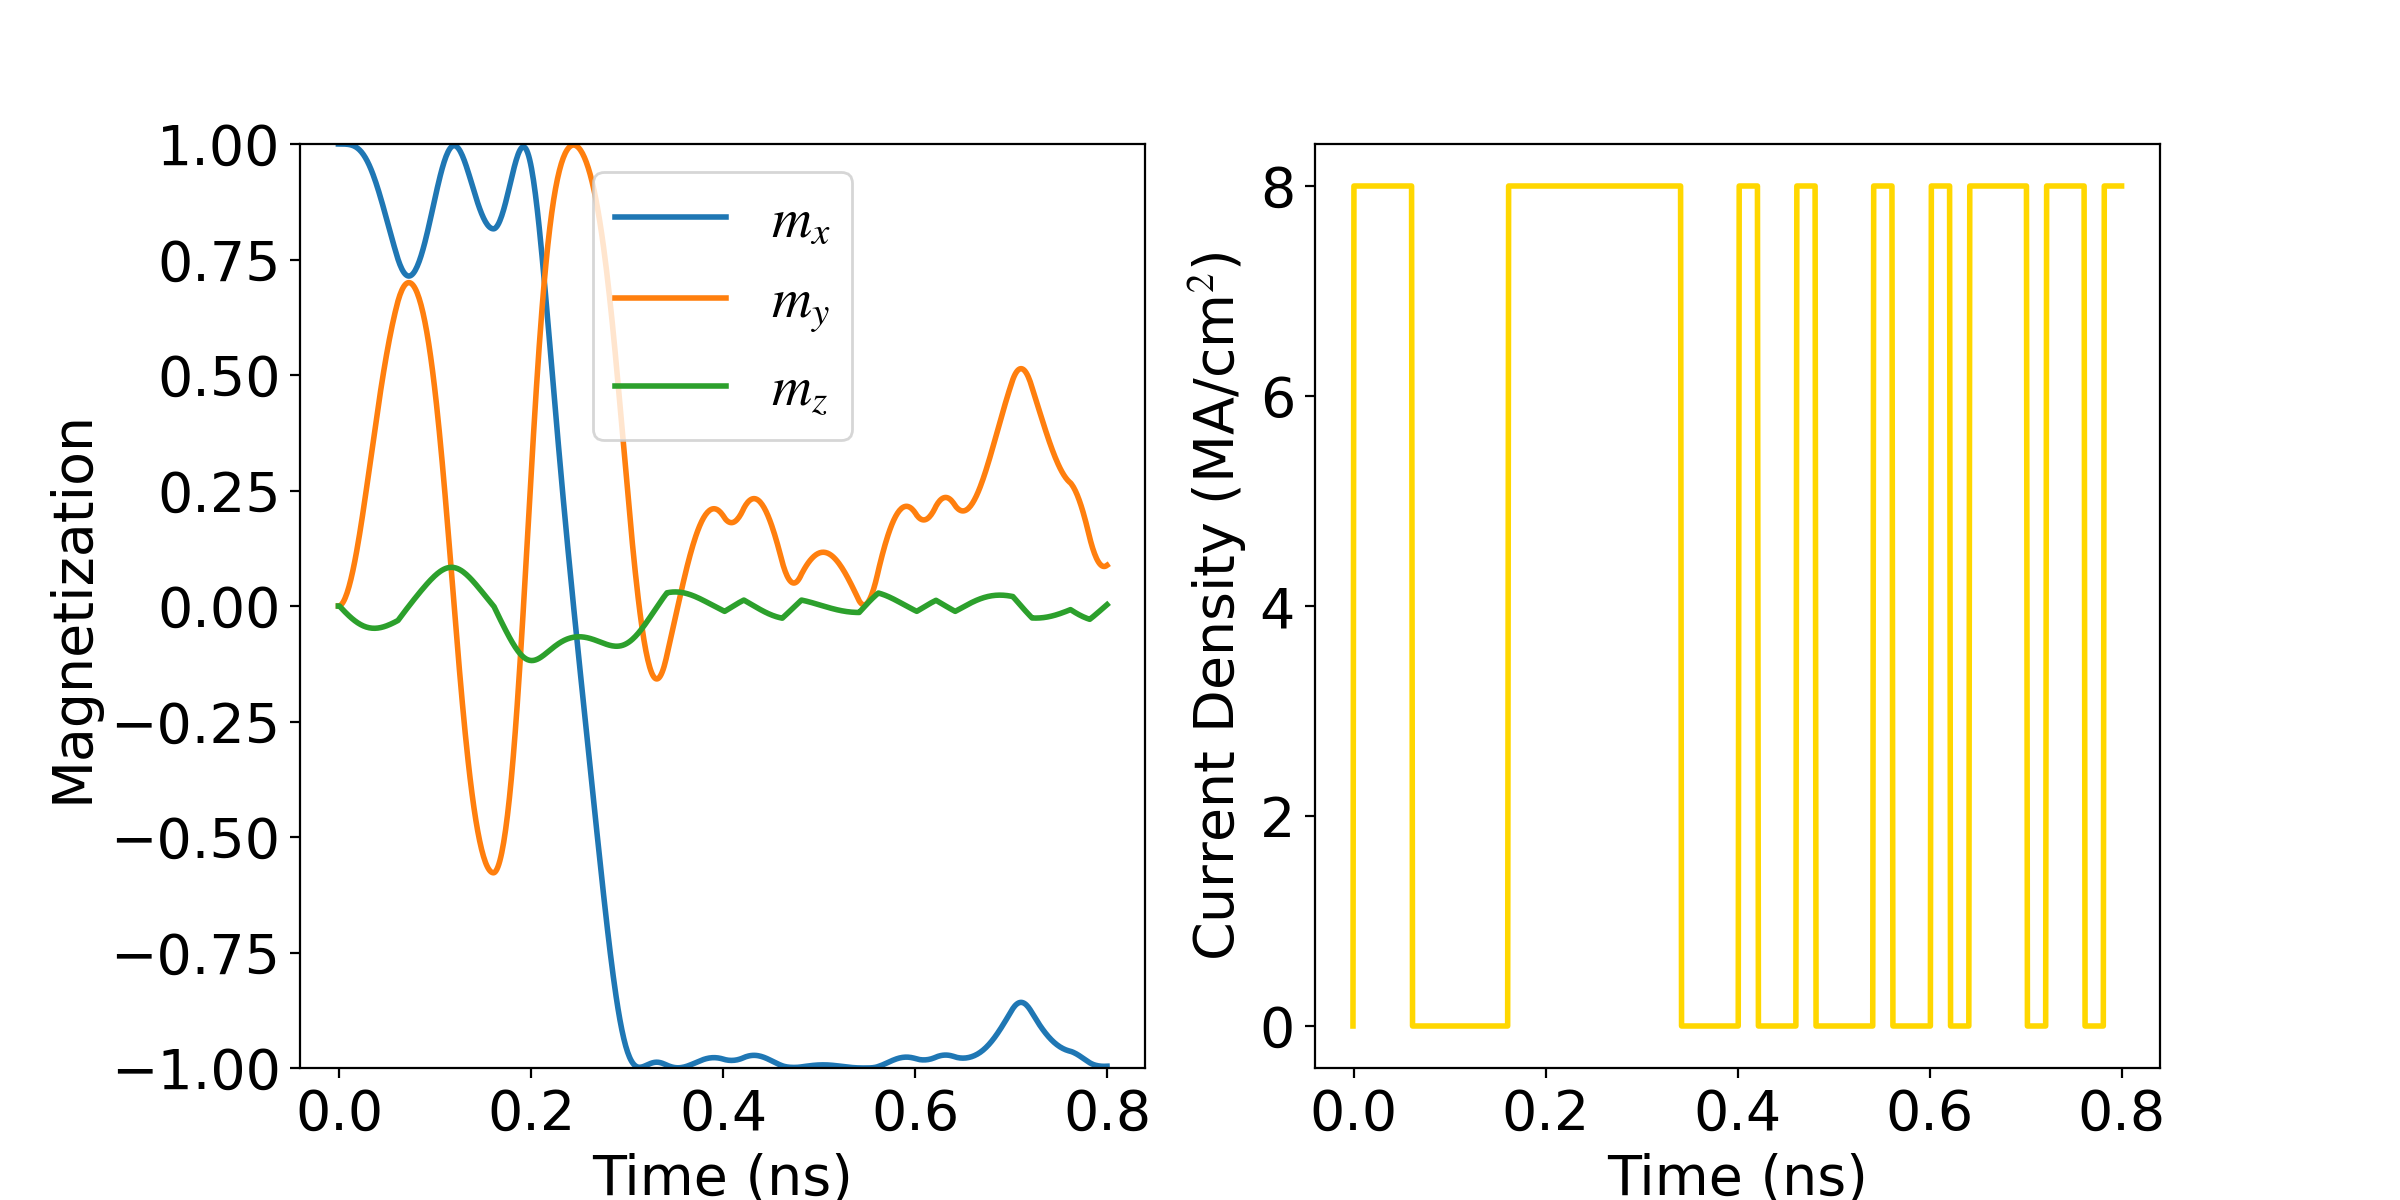 1.00
0.75
0.50
0.25
0.00
−0.25
−0.50
−0.75
−1.00
Magnetization
0.0 0.2 0.4 0.6 0.8
Time (ns)
m_x
m_y
m_z
8
6
4
2
0
Current Density (MA/cm²)
0.0 0.2 0.4 0.6 0.8
Time (ns)